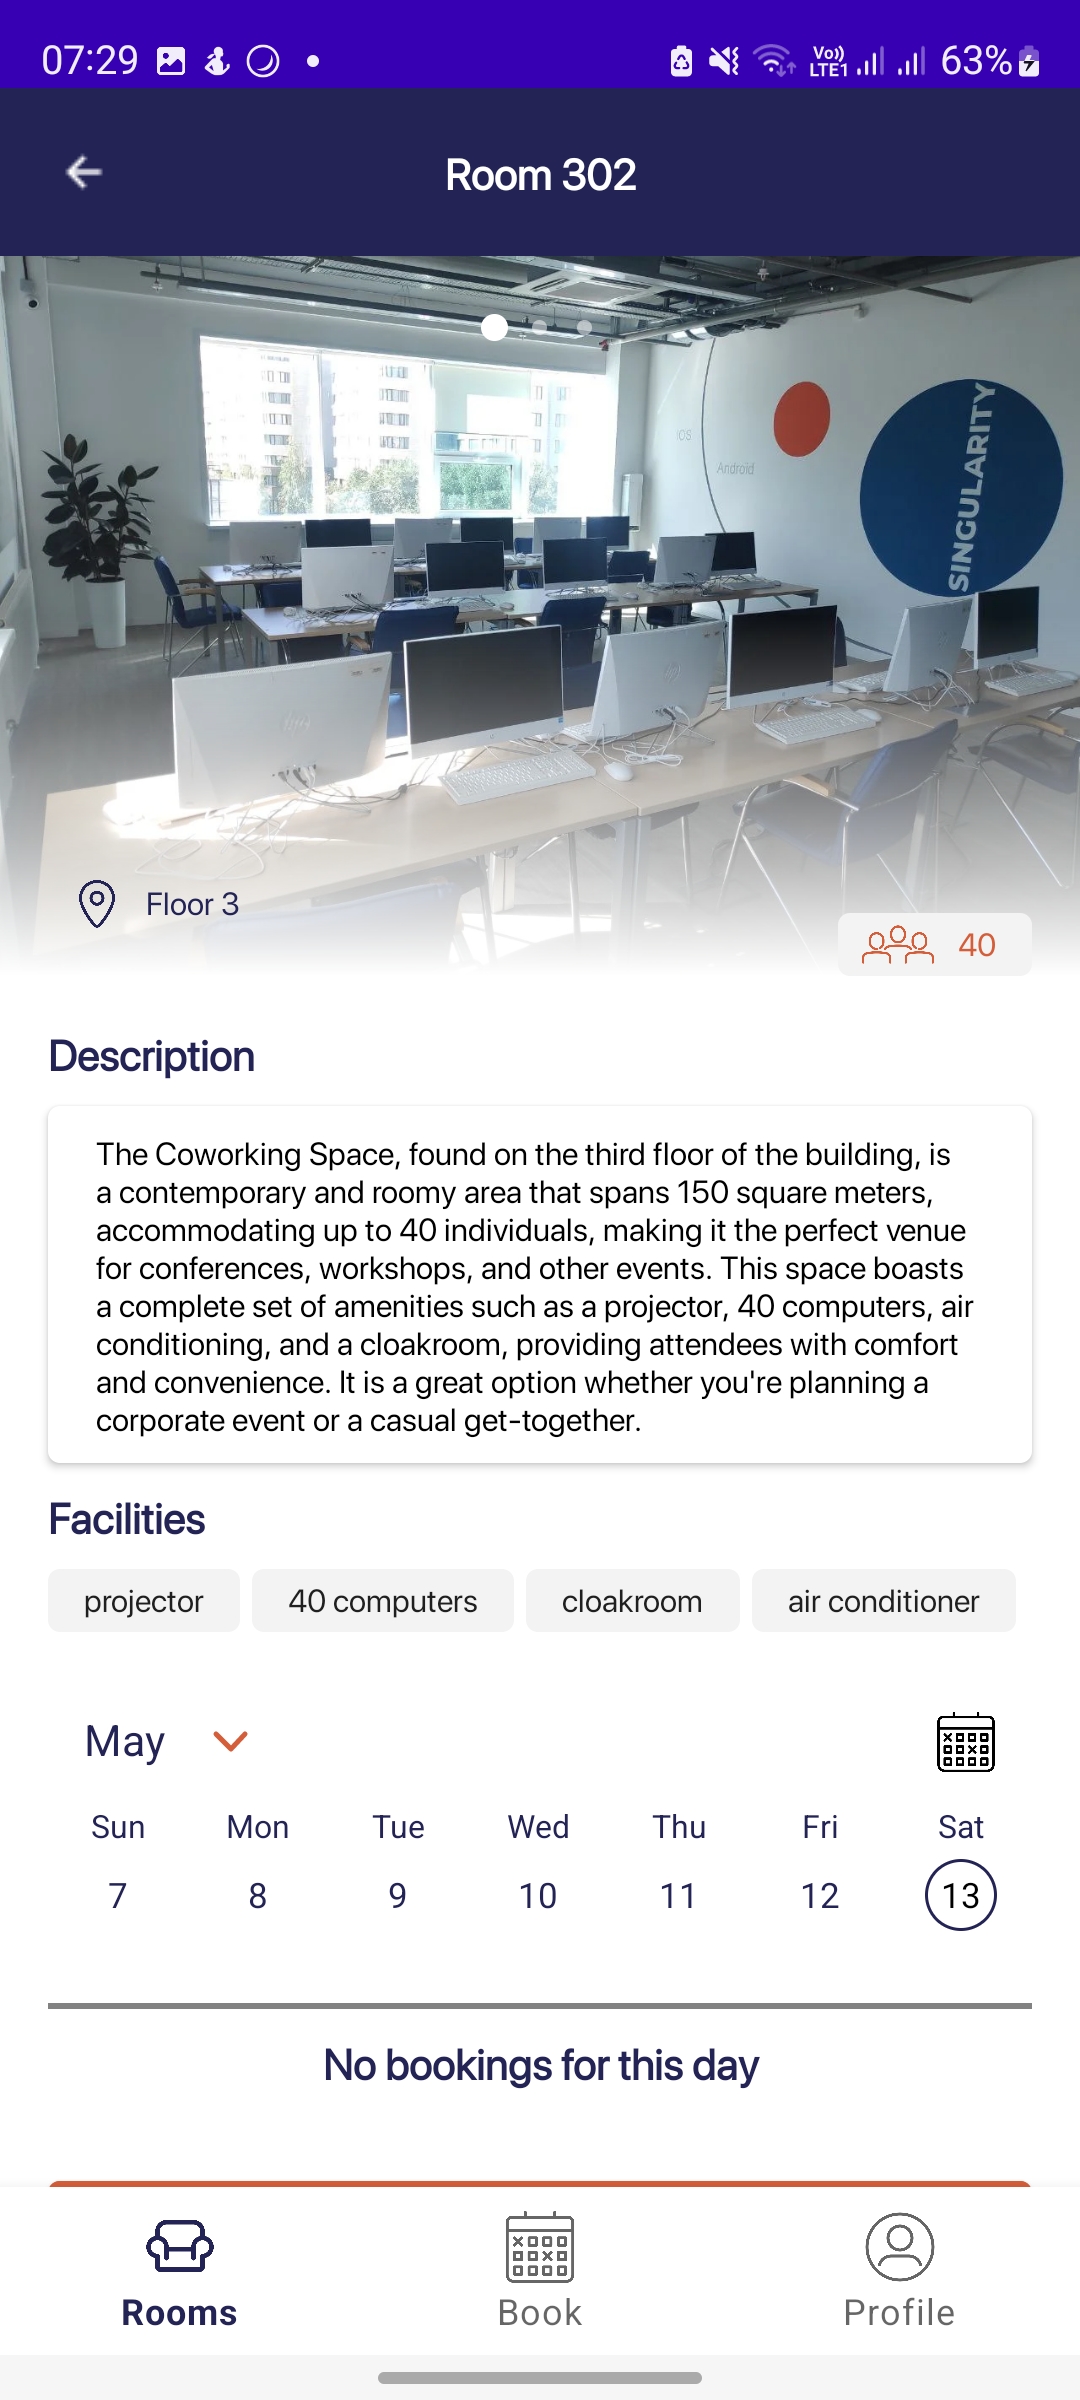 07:29
Vo))
LTE1
63%
Room 302
iOS
Android
SINGULARITY
Floor 3
40
Description
The Coworking Space, found on the third floor of the building, is
a contemporary and roomy area that spans 150 square meters,
accommodating up to 40 individuals, making it the perfect venue
for conferences, workshops, and other events. This space boasts
a complete set of amenities such as a projector, 40 computers, air
conditioning, and a cloakroom, providing attendees with comfort
and convenience. It is a great option whether you're planning a
corporate event or a casual get-together.
Facilities
projector 40 computers cloakroom air conditioner
May
Sun Mon Tue Wed Thu Fri Sat
7 8 9 10 11 12 13
No bookings for this day
Rooms Book Profile